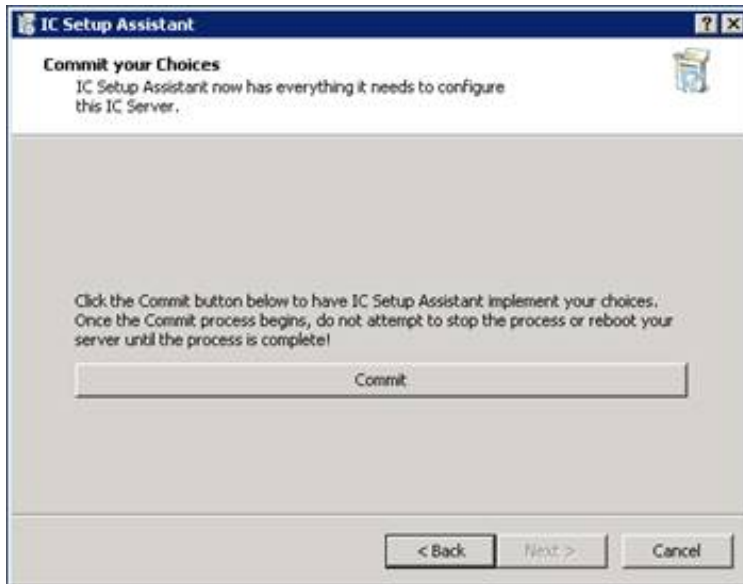 IC Setup Assistant
Commit your Choices
IC Setup Assistant now has everything it needs to configure
this IC Server.
Click the Commit button below to have IC Setup Assistant implement your choices.
Once the Commit process begins, do not attempt to stop the process or reboot your
server until the process is complete!
Commit
< Back
Next >
Cancel